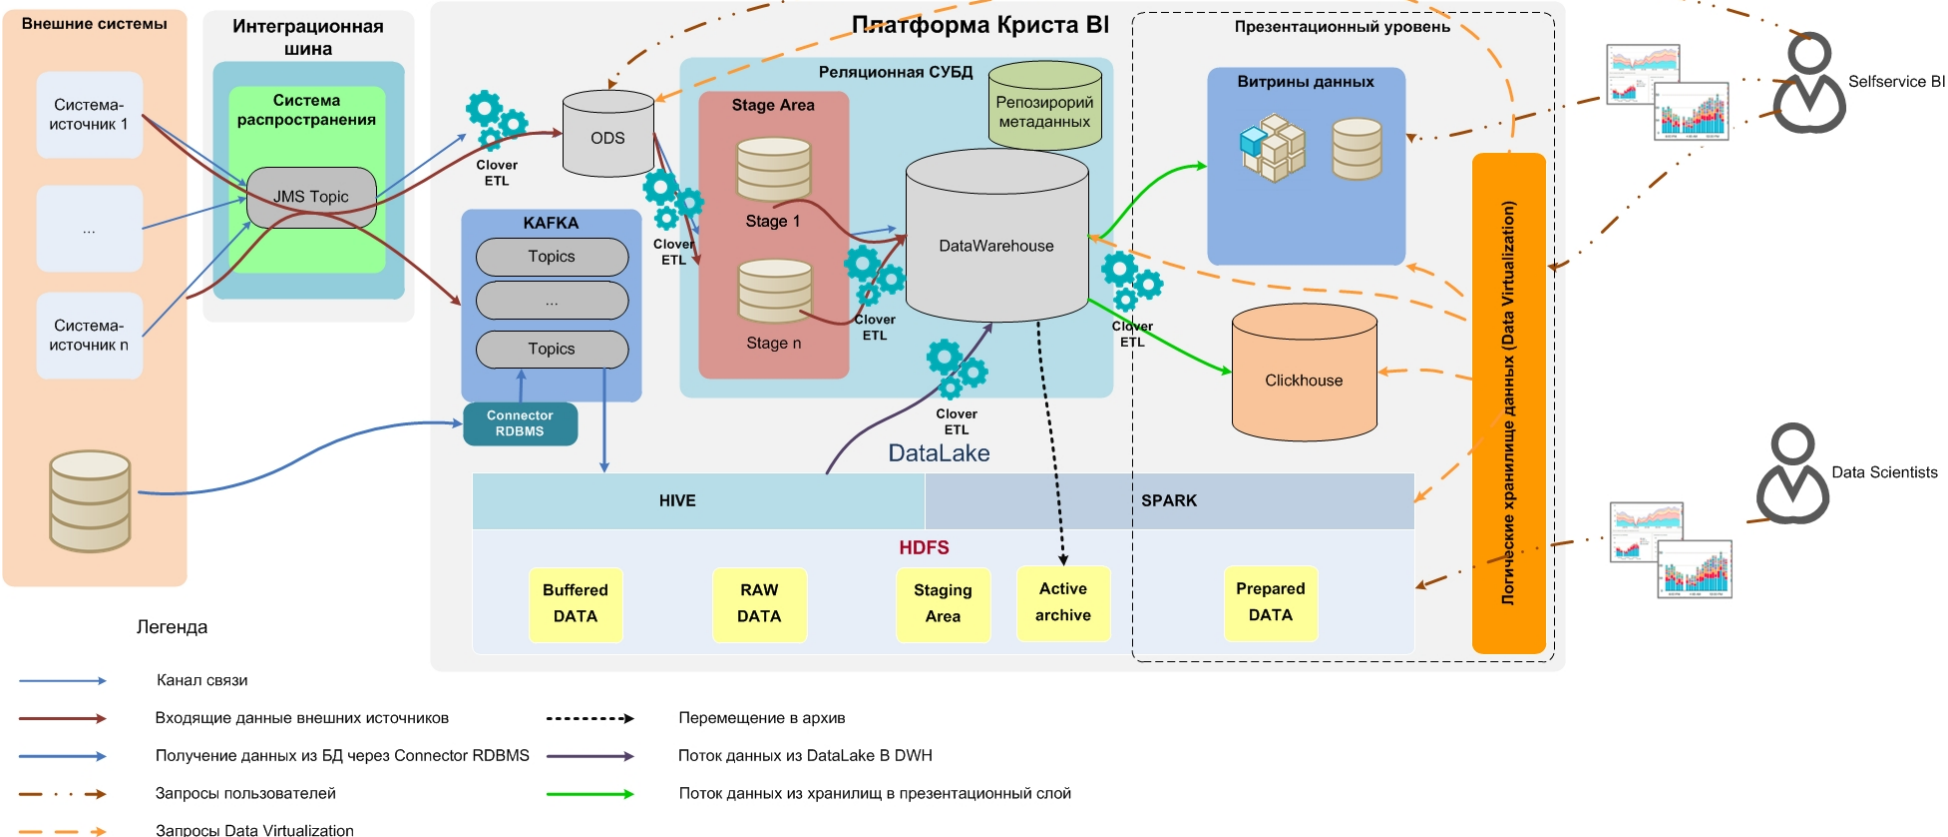 Внешние системы
Система-
источник 1
...
Система-
источник n
Интеграционная
шина
Система
распространения
JMS Topic
Платформа Криста BI
Clover
ETL
ODS
KAFKA
Topics
...
Topics
Connector
RDBMS
Clover
ETL
Реляционная СУБД
Stage Area
Stage 1
Stage n
Репозирорий
метаданных
DataWarehouse
Clover
ETL
Clover
ETL
Clover
ETL
Презентационный уровень
Витрины данных
Clickhouse
Логические хранилище данных (Data Virtualization)
DataLake
HIVE
SPARK
HDFS
Buffered
DATA
RAW
DATA
Staging
Area
Active
archive
Prepared
DATA
Selfservice BI
Data Scientists
Легенда
Канал связи
Входящие данные внешних источников
Получение данных из БД через Connector RDBMS
Запросы пользователей
Запросы Data Virtualization
Перемещение в архив
Поток данных из DataLake В DWH
Поток данных из хранилищ в презентационный слой